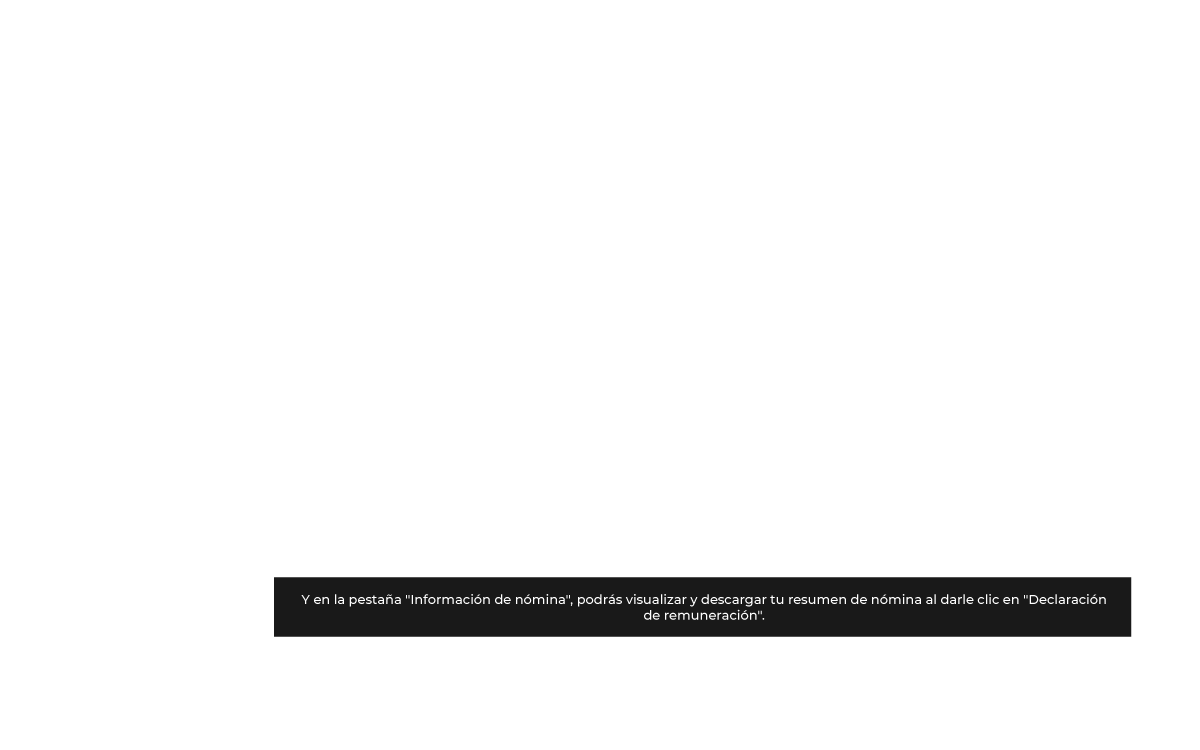 Y en la pestaña "Información de nómina", podrás visualizar y descargar tu resumen de nómina al darle clic en "Declaración
de remuneración".